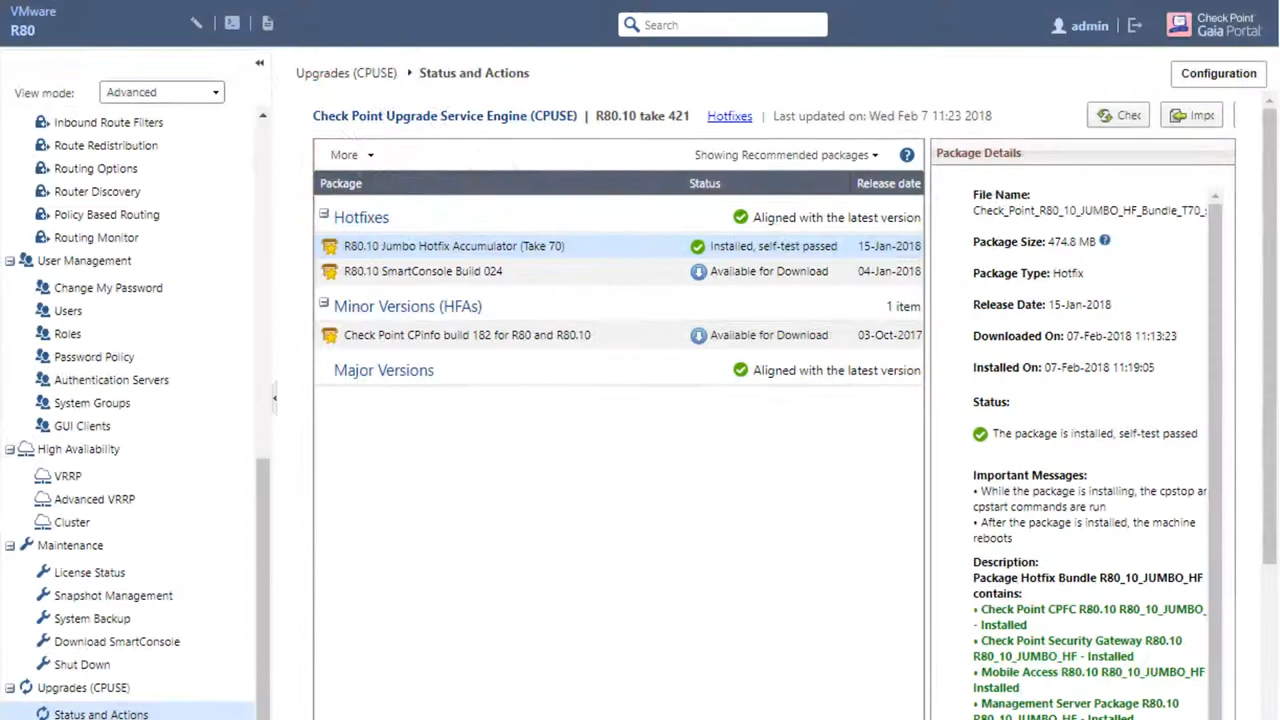 VMware
R80
Search
admin
Check Point
Gaia Portal
View mode: Advanced
Inbound Route Filters
Route Redistribution
Routing Options
Router Discovery
Policy Based Routing
Routing Monitor
User Management
Change My Password
Users
Roles
Password Policy
Authentication Servers
System Groups
GUI Clients
High Availability
VRRP
Advanced VRRP
Cluster
Maintenance
License Status
Snapshot Management
System Backup
Download SmartConsole
Shut Down
Upgrades (CPUSE)
Status and Actions
Upgrades (CPUSE) Status and Actions
Configuration
Check Point Upgrade Service Engine (CPUSE) | R80.10 take 421 Hotfixes | Last updated on: Wed Feb 7 11:23 2018
Chec
Impo
More
Showing Recommended packages
Package Status Release date
Hotfixes Aligned with the latest version
R80.10 Jumbo Hotfix Accumulator (Take 70) Installed, self-test passed 15-Jan-2018
R80.10 SmartConsole Build 024 Available for Download 04-Jan-2018
Minor Versions (HFAs) 1 item
Check Point CPinfo build 182 for R80 and R80.10 Available for Download 03-Oct-2017
Major Versions Aligned with the latest version
Package Details
File Name:
Check_Point_R80_10_JUMBO_HF_Bundle_T70_s
Package Size: 474.8 MB
Package Type: Hotfix
Release Date: 15-Jan-2018
Downloaded On: 07-Feb-2018 11:13:23
Installed On: 07-Feb-2018 11:19:05
Status:
The package is installed, self-test passed
Important Messages:
• While the package is installing, the cpstop ar
cpstart commands are run
• After the package is installed, the machine
reboots
Description:
Package Hotfix Bundle R80_10_JUMBO_HF
contains:
• Check Point CPFC R80.10 R80_10_JUMBO_
- Installed
• Check Point Security Gateway R80.10
R80_10_JUMBO_HF - Installed
• Mobile Access R80.10 R80_10_JUMBO_HF
Installed
• Management Server Package R80.10
R80_10_JUMBO_HF - Installed